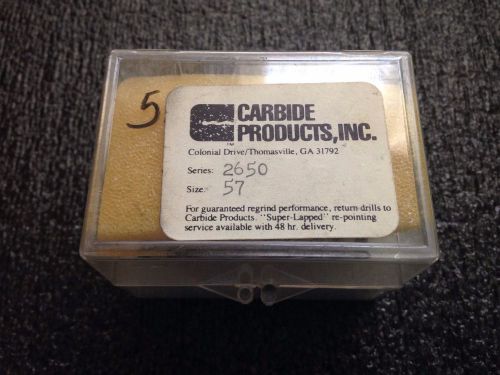 5
CARBIDE
PRODUCTS, INC.
TM
Colonial Drive/Thomasville, GA 31792
Series: 2650
Size: 57
For guaranteed regrind performance, return drills to
Carbide Products. "Super-Lapped" re-pointing
service available with 48 hr. delivery.